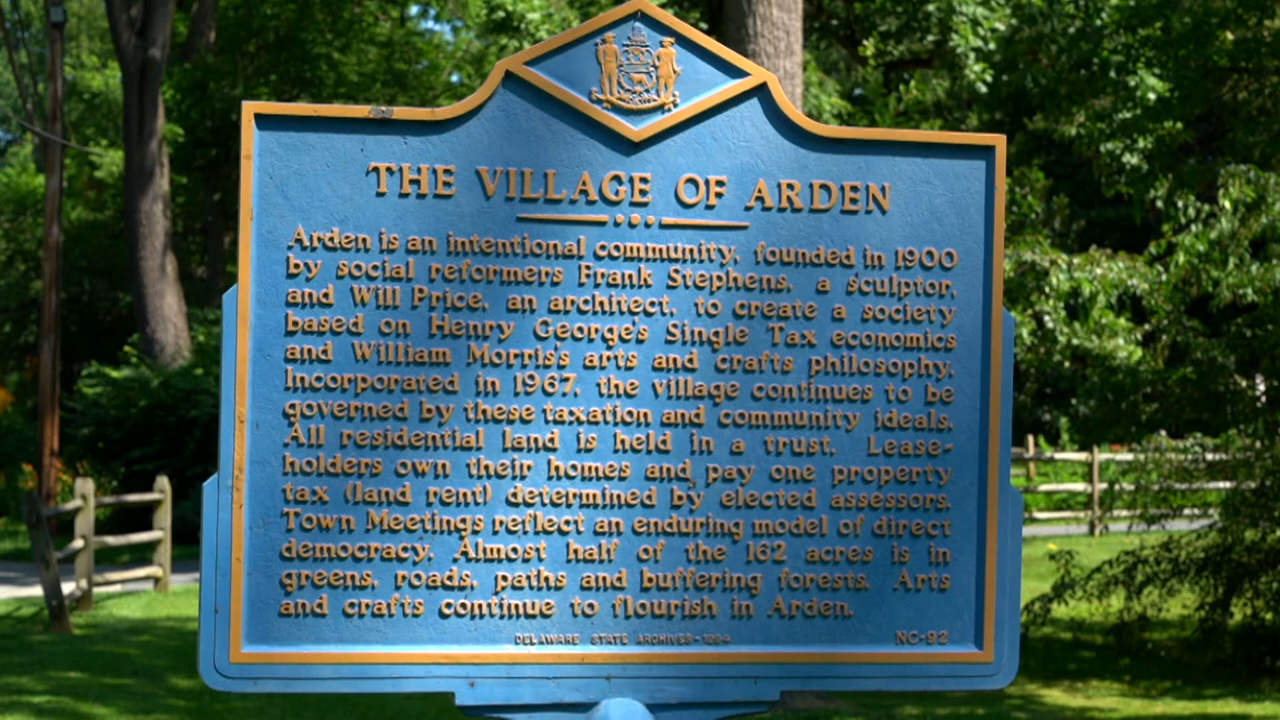 THE VILLAGE OF ARDEN
Arden is an intentional community, founded in 1900
by social reformers Frank Stephens, a sculptor,
and Will Price, an architect, to create a society
based on Henry George's Single Tax economics
and William Morris's arts and crafts philosophy.
Incorporated in 1967, the village continues to be
governed by these taxation and community ideals.
All residential land is held in a trust. Lease-
holders own their homes and pay one property
tax (land rent) determined by elected assessors.
Town Meetings reflect an enduring model of direct
democracy. Almost half of the 162 acres is in
greens, roads, paths and buffering forests. Arts
and crafts continue to flourish in Arden.
DELAWARE STATE ARCHIVES-1994 NC-92